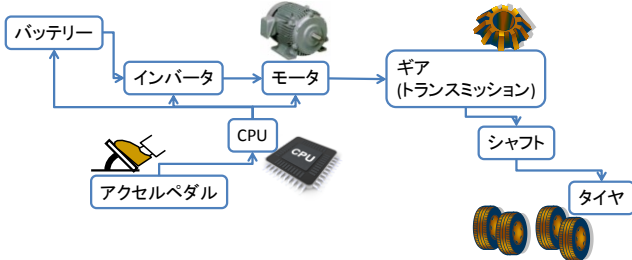 バッテリー
インバータ
モータ
ギア
(トランスミッション)
CPU
CPU
シャフト
アクセルペダル
タイヤ